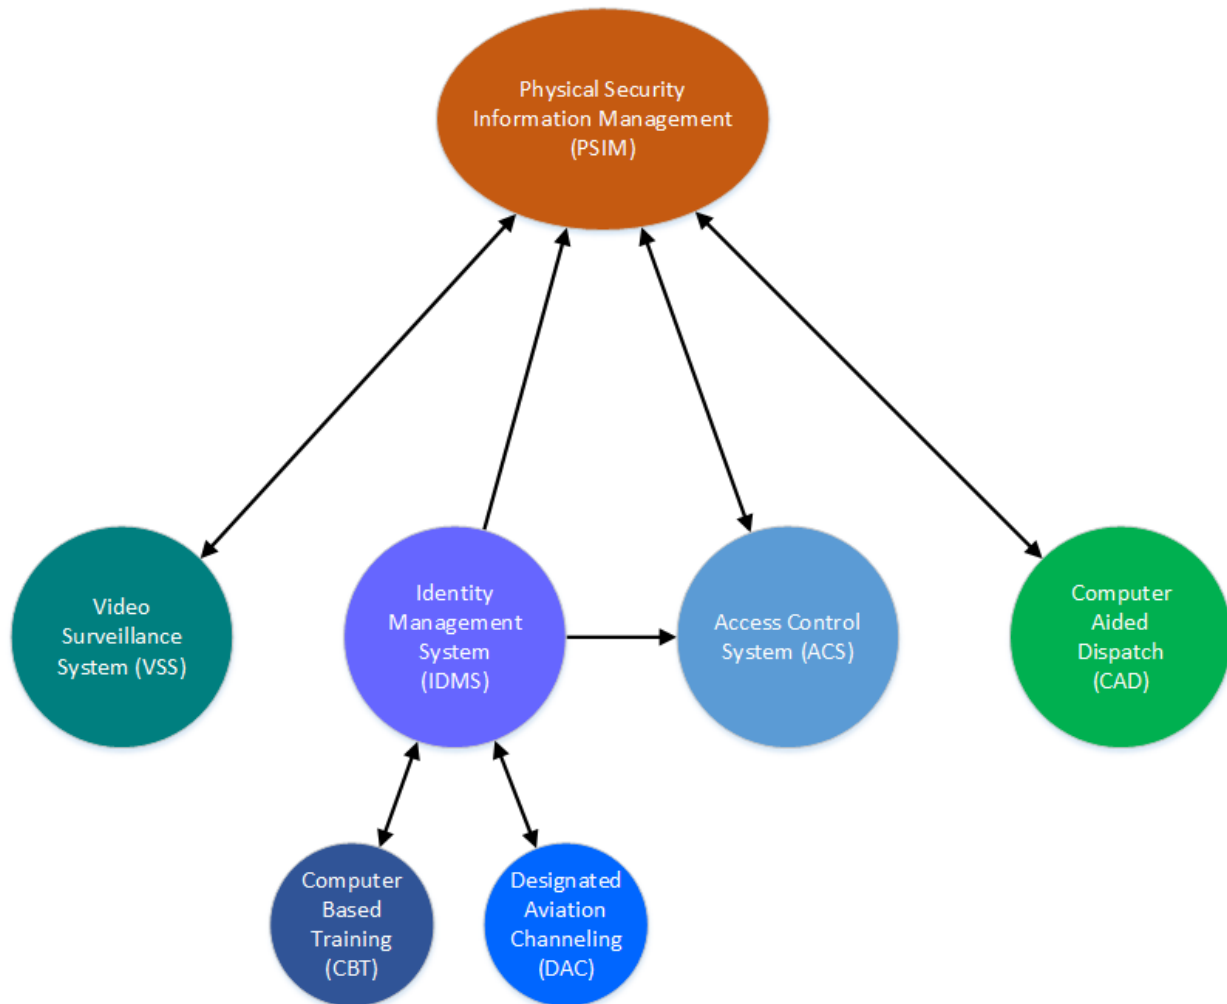 Physical Security
Information Management
(PSIM)
Video
Surveillance
System (VSS)
Identity
Management
System
(IDMS)
Access Control
System (ACS)
Computer
Aided
Dispatch
(CAD)
Computer
Based
Training
(CBT)
Designated
Aviation
Channeling
(DAC)